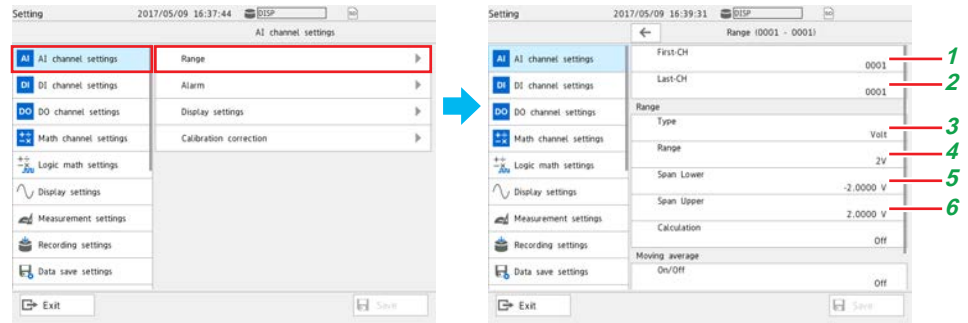 Setting 2017/05/09 16:37:44 DISP
AI channel settings
AI AI channel settings
Range
DI DI channel settings
Alarm
DO DO channel settings
Display settings
Math channel settings
Calibration correction
Logic math settings
Display settings
Measurement settings
Recording settings
Data save settings
Exit
Save
Setting 2017/05/09 16:39:31 DISP
Range (0001 - 0001)
AI AI channel settings
DI DI channel settings
DO DO channel settings
Math channel settings
Logic math settings
Display settings
Measurement settings
Recording settings
Data save settings
First-CH
0001 1
Last-CH
0001 2
Range
Type
Volt 3
Range
2V 4
Span Lower
-2.0000 V 5
Span Upper
2.0000 V 6
Calculation
Off
Moving average
On/Off
Off
Exit
Save